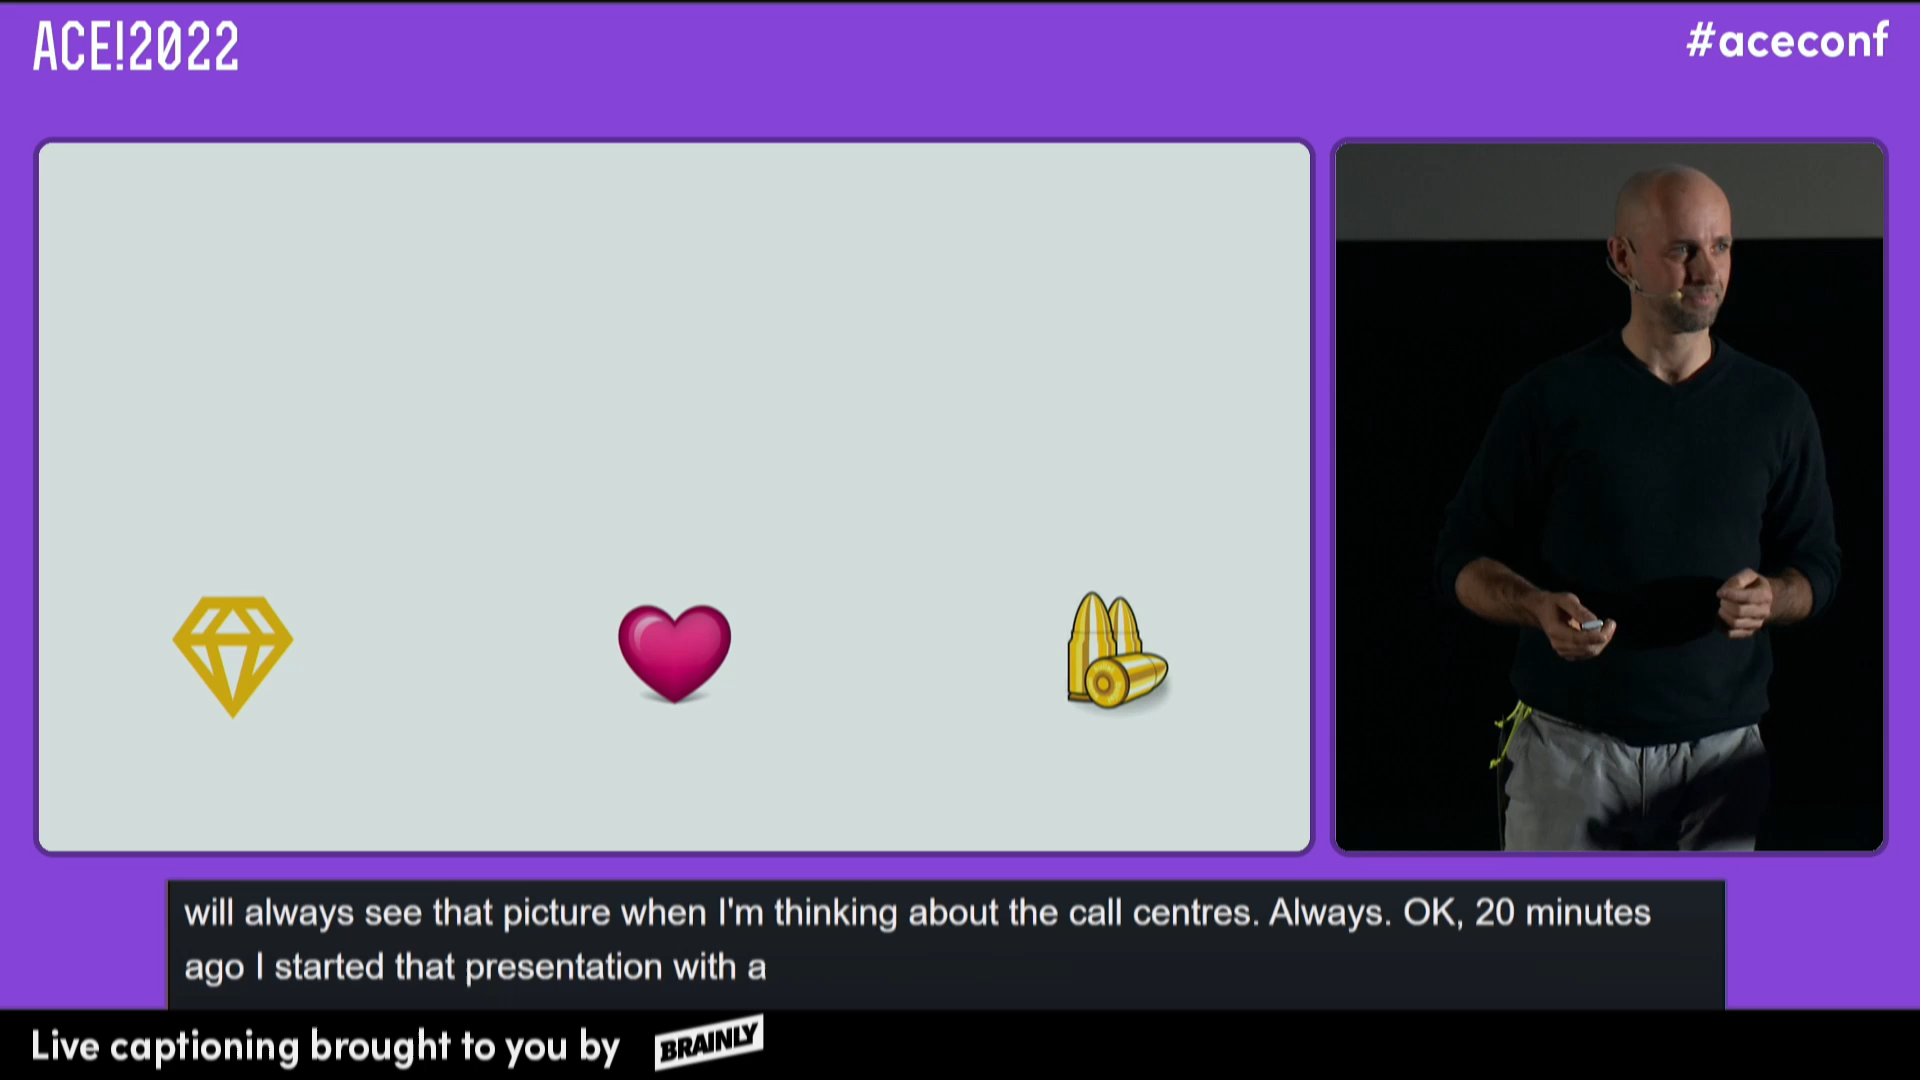 ACE!2022
#aceconf
will always see that picture when I'm thinking about the call centres. Always. OK, 20 minutes
ago I started that presentation with a
Live captioning brought to you by BRAINLY